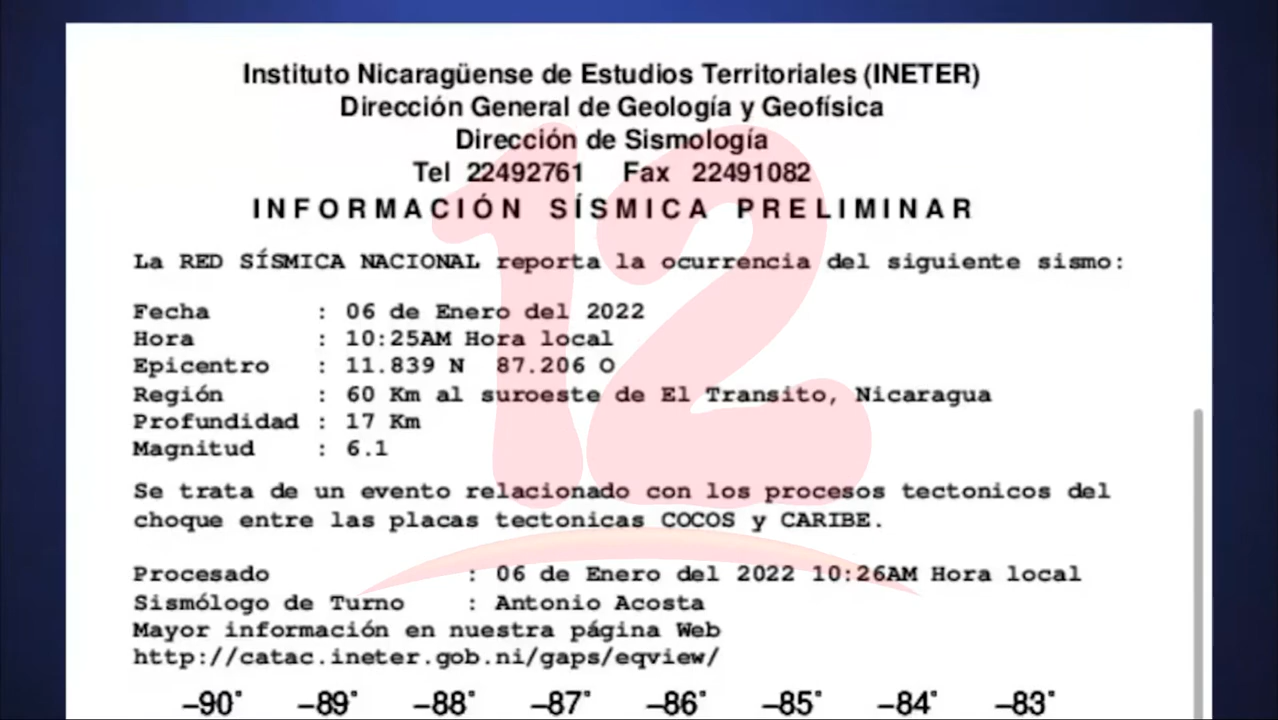 Instituto Nicaragüense de Estudios Territoriales (INETER)
Dirección General de Geología y Geofísica
Dirección de Sismología
Tel 22492761 Fax 22491082
INFORMACIÓN SÍSMICA PRELIMINAR
La RED SÍSMICA NACIONAL reporta la ocurrencia del siguiente sismo:
Fecha : 06 de Enero del 2022
Hora : 10:25AM Hora local
Epicentro : 11.839 N 87.206 O
Región : 60 Km al suroeste de El Transito, Nicaragua
Profundidad : 17 Km
Magnitud : 6.1
Se trata de un evento relacionado con los procesos tectonicos del
choque entre las placas tectonicas COCOS y CARIBE.
Procesado : 06 de Enero del 2022 10:26AM Hora local
Sismólogo de Turno : Antonio Acosta
Mayor información en nuestra página Web
http://catac.ineter.gob.ni/gaps/eqview/
−90° −89° −88° −87° −86° −85° −84° −83°
12